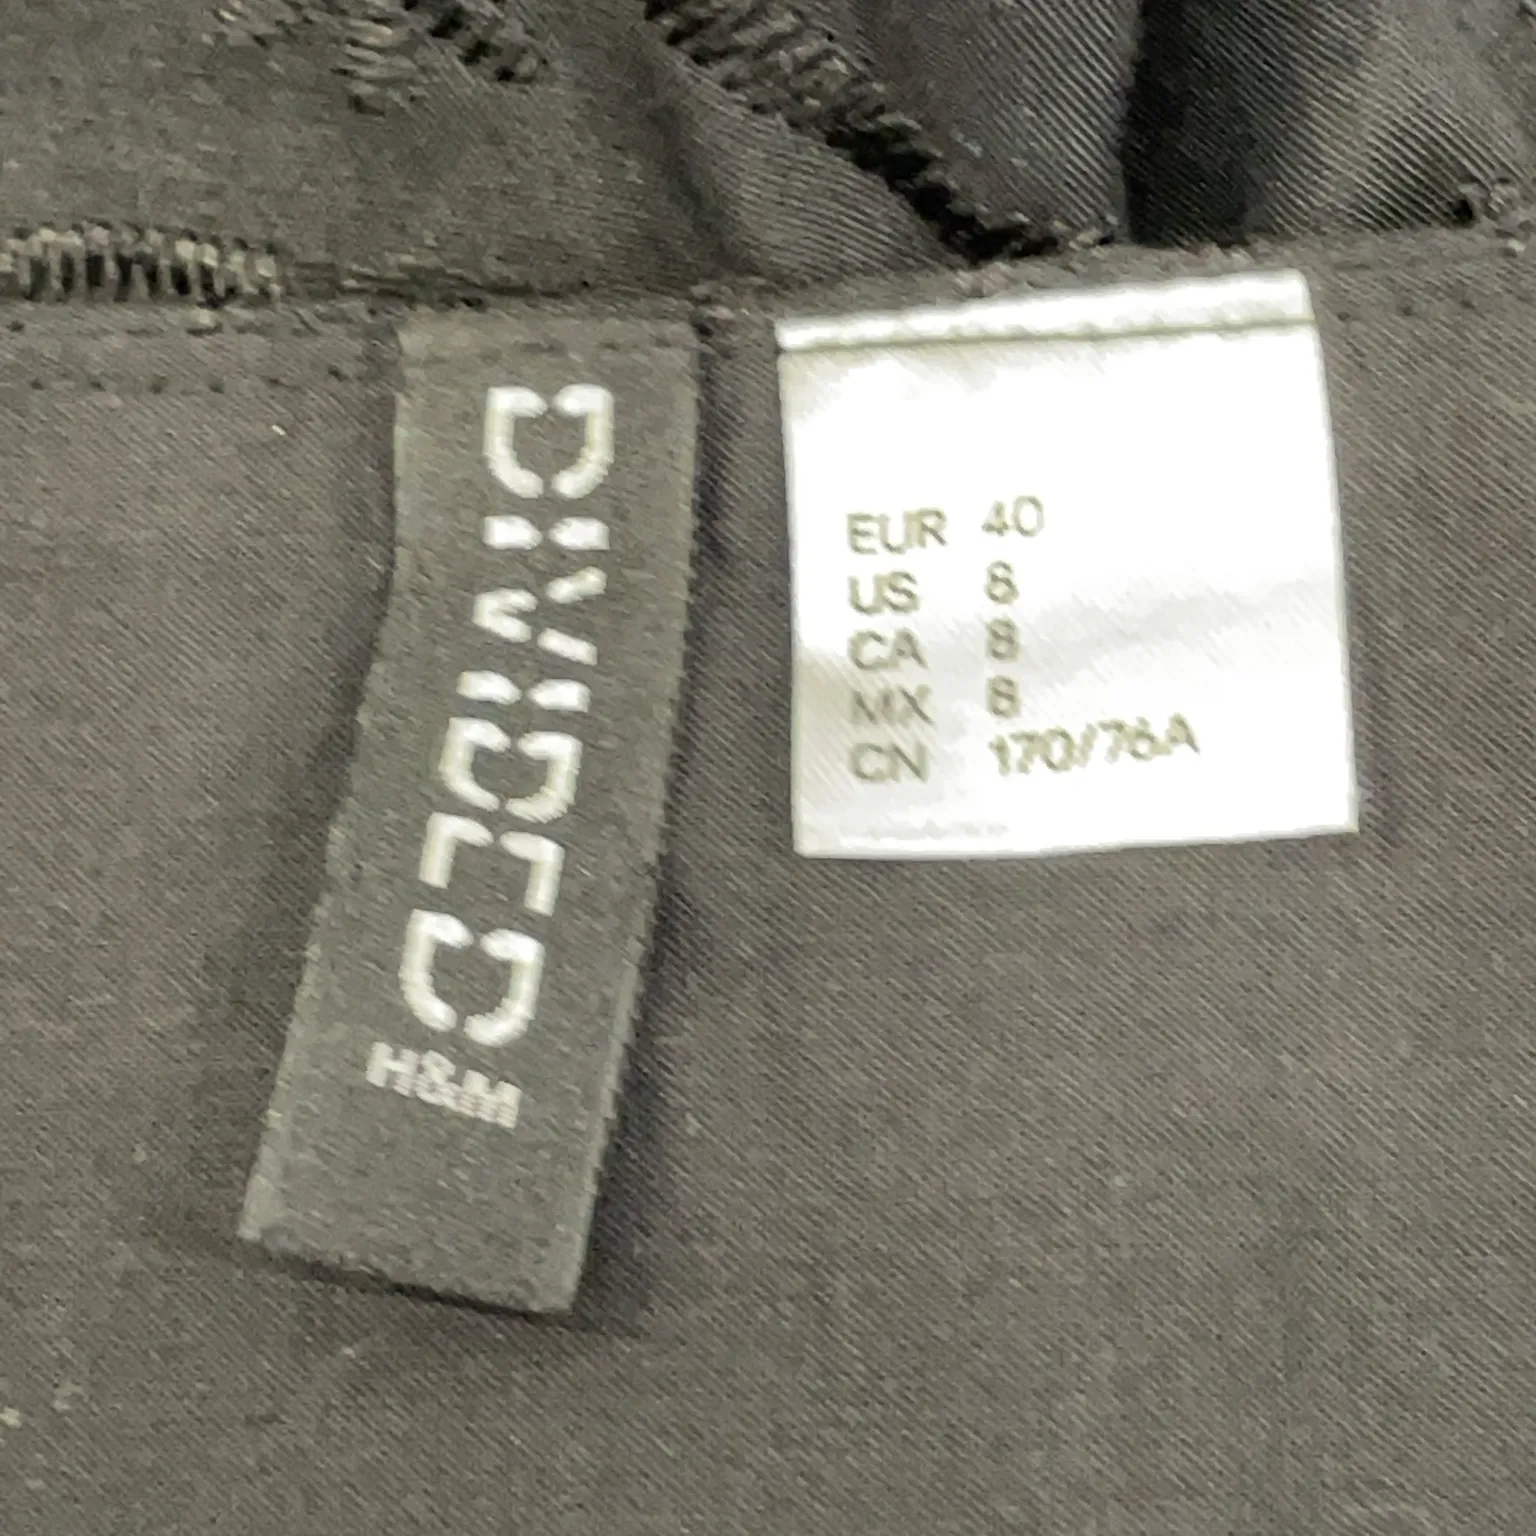 DIVIDED
H&M
EUR 40
US 8
CA 8
MX 8
CN 170/76A